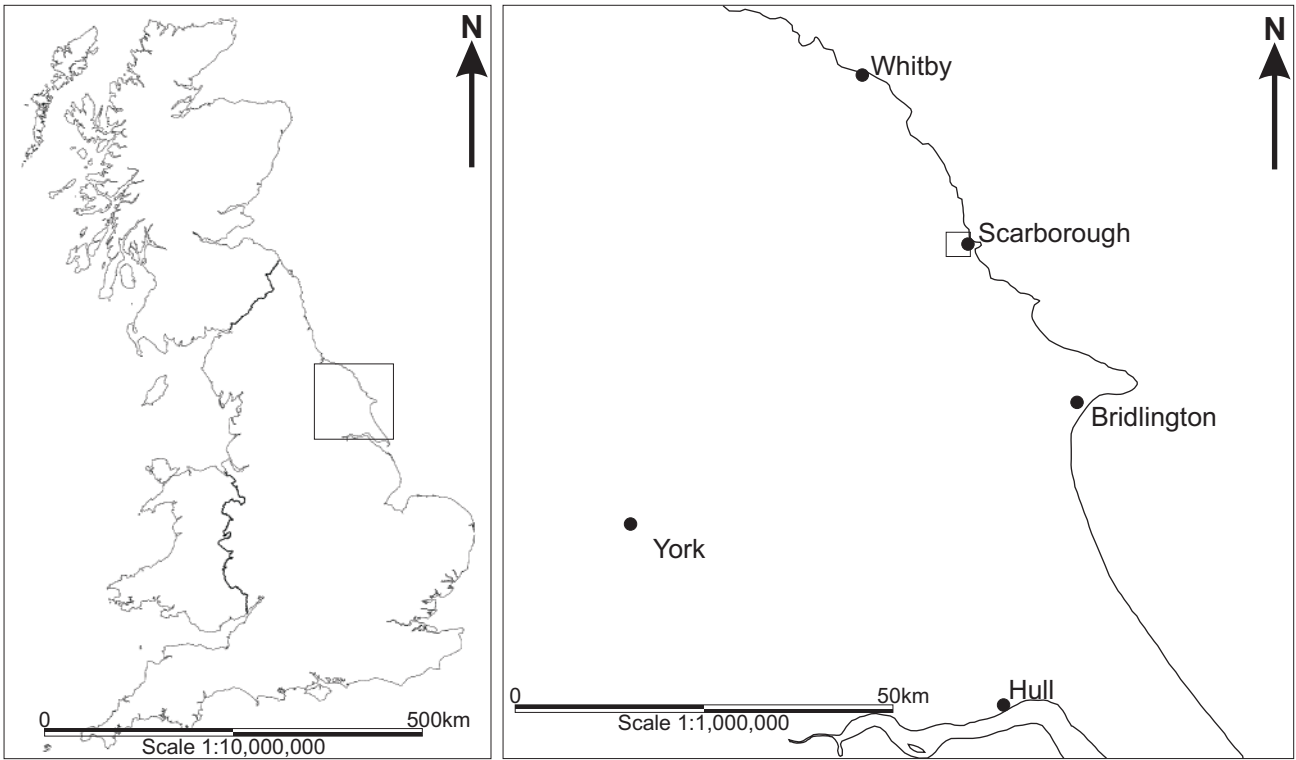 N
0
500km
Scale 1:10,000,000
N
Whitby
Scarborough
Bridlington
York
Hull
0
50km
Scale 1:1,000,000